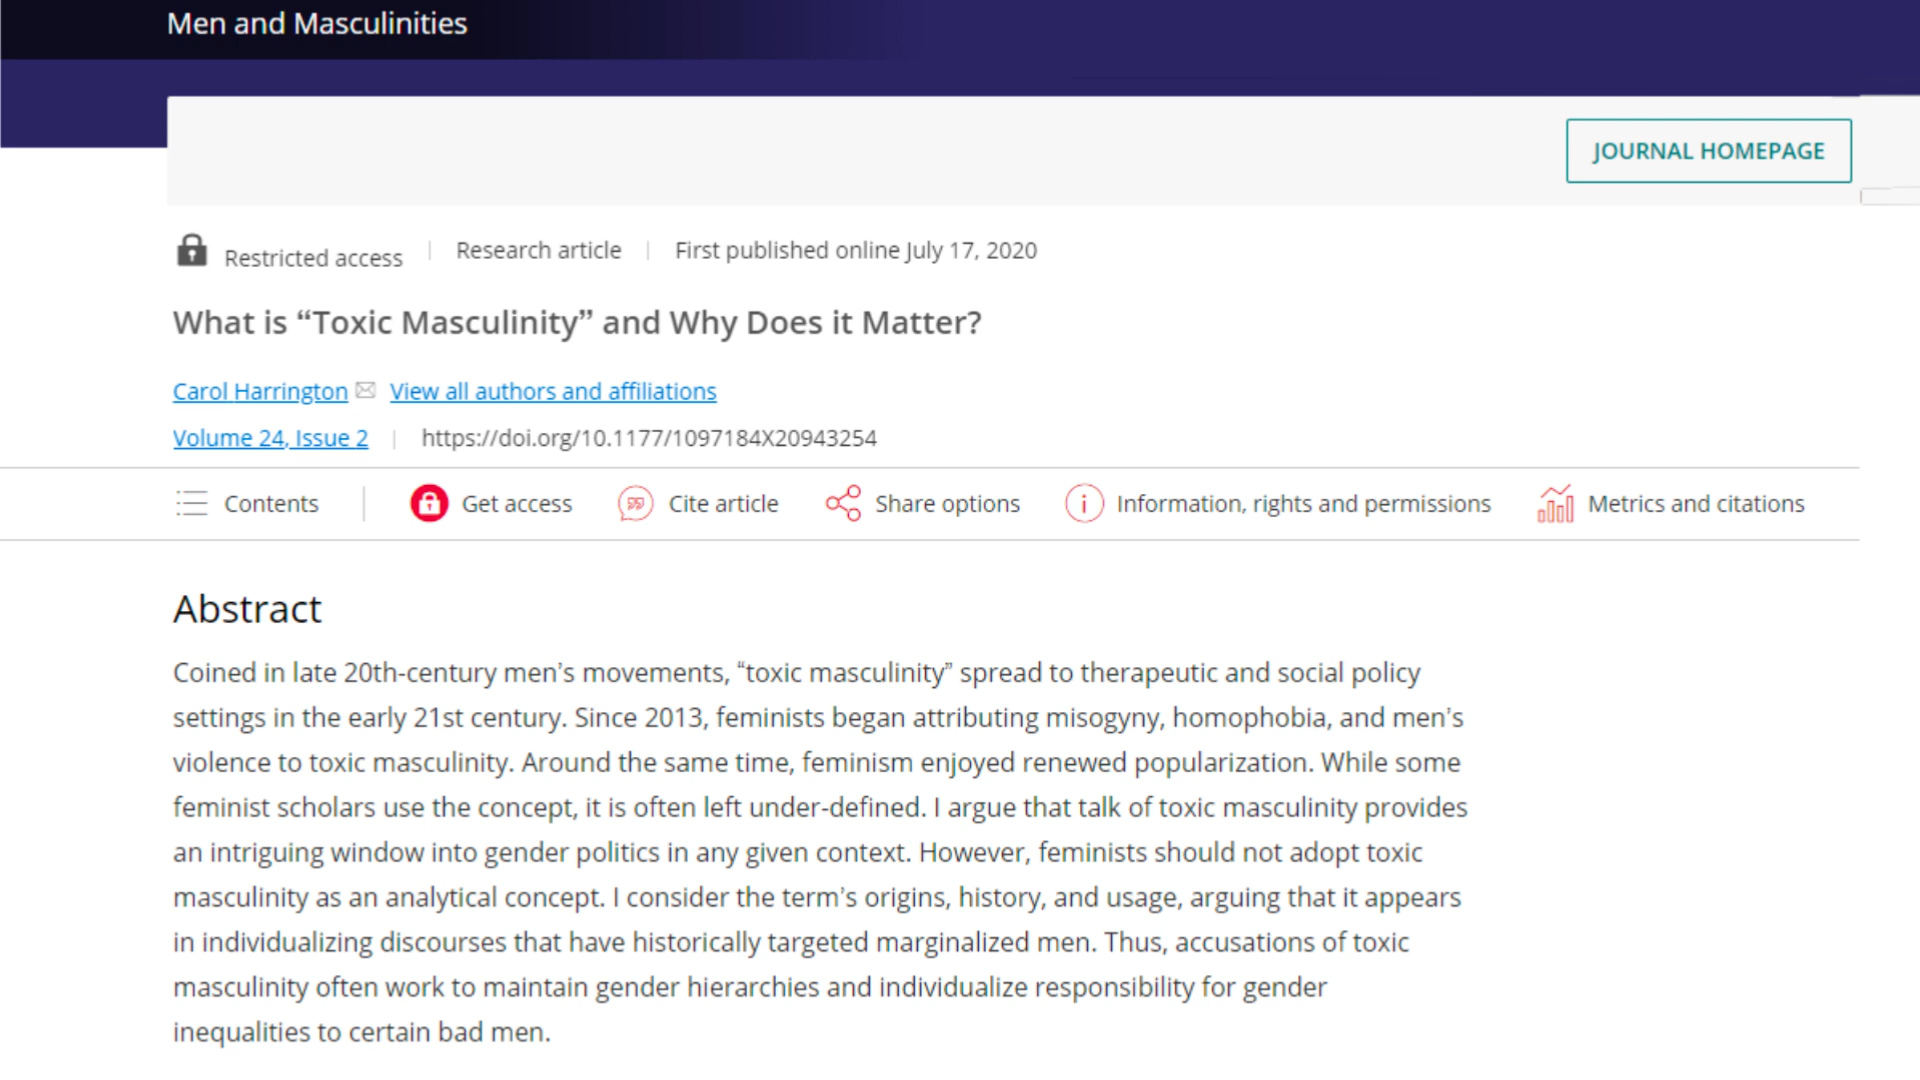 Men and Masculinities
JOURNAL HOMEPAGE
Restricted access | Research article | First published online July 17, 2020
What is “Toxic Masculinity” and Why Does it Matter?
Carol Harrington View all authors and affiliations
Volume 24, Issue 2 | https://doi.org/10.1177/1097184X20943254
Contents | Get access Cite article Share options Information, rights and permissions Metrics and citations
Abstract
Coined in late 20th-century men’s movements, “toxic masculinity” spread to therapeutic and social policy
settings in the early 21st century. Since 2013, feminists began attributing misogyny, homophobia, and men’s
violence to toxic masculinity. Around the same time, feminism enjoyed renewed popularization. While some
feminist scholars use the concept, it is often left under-defined. I argue that talk of toxic masculinity provides
an intriguing window into gender politics in any given context. However, feminists should not adopt toxic
masculinity as an analytical concept. I consider the term’s origins, history, and usage, arguing that it appears
in individualizing discourses that have historically targeted marginalized men. Thus, accusations of toxic
masculinity often work to maintain gender hierarchies and individualize responsibility for gender
inequalities to certain bad men.